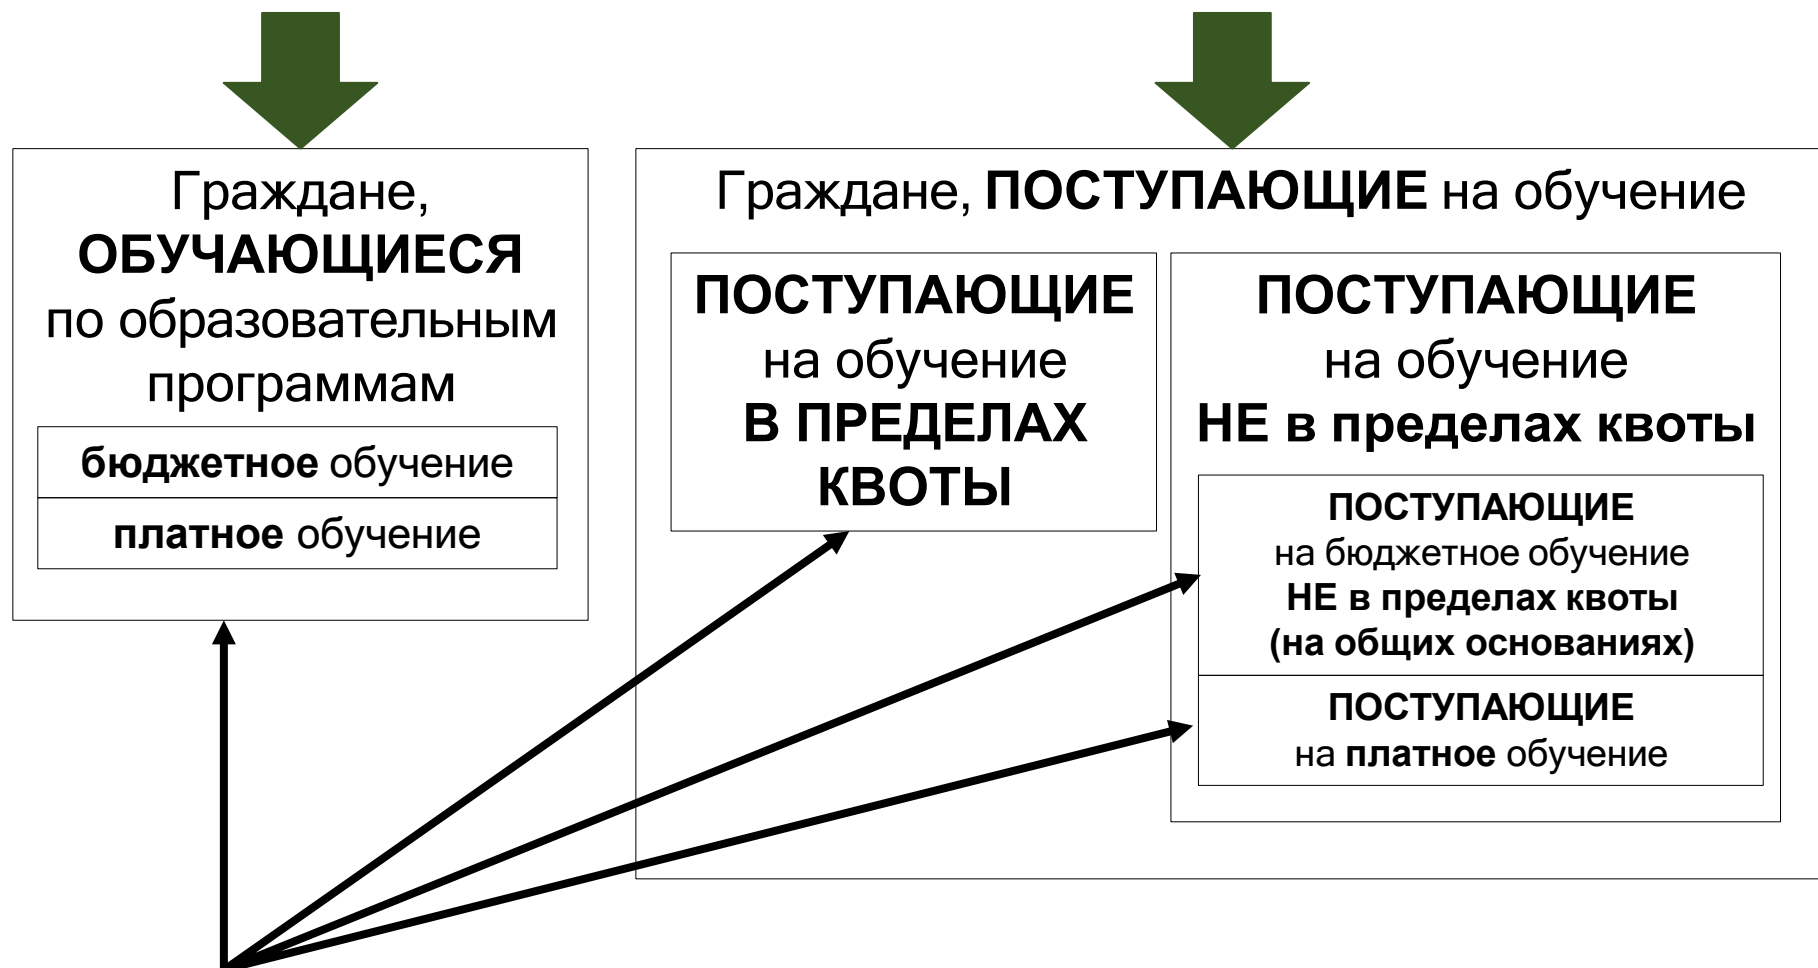 Граждане,
ОБУЧАЮЩИЕСЯ
по образовательным
программам
бюджетное обучение
платное обучение
Граждане, ПОСТУПАЮЩИЕ на обучение
ПОСТУПАЮЩИЕ
на обучение
В ПРЕДЕЛАХ
КВОТЫ
ПОСТУПАЮЩИЕ
на обучение
НЕ в пределах квоты
ПОСТУПАЮЩИЕ
на бюджетное обучение
НЕ в пределах квоты
(на общих основаниях)
ПОСТУПАЮЩИЕ
на платное обучение